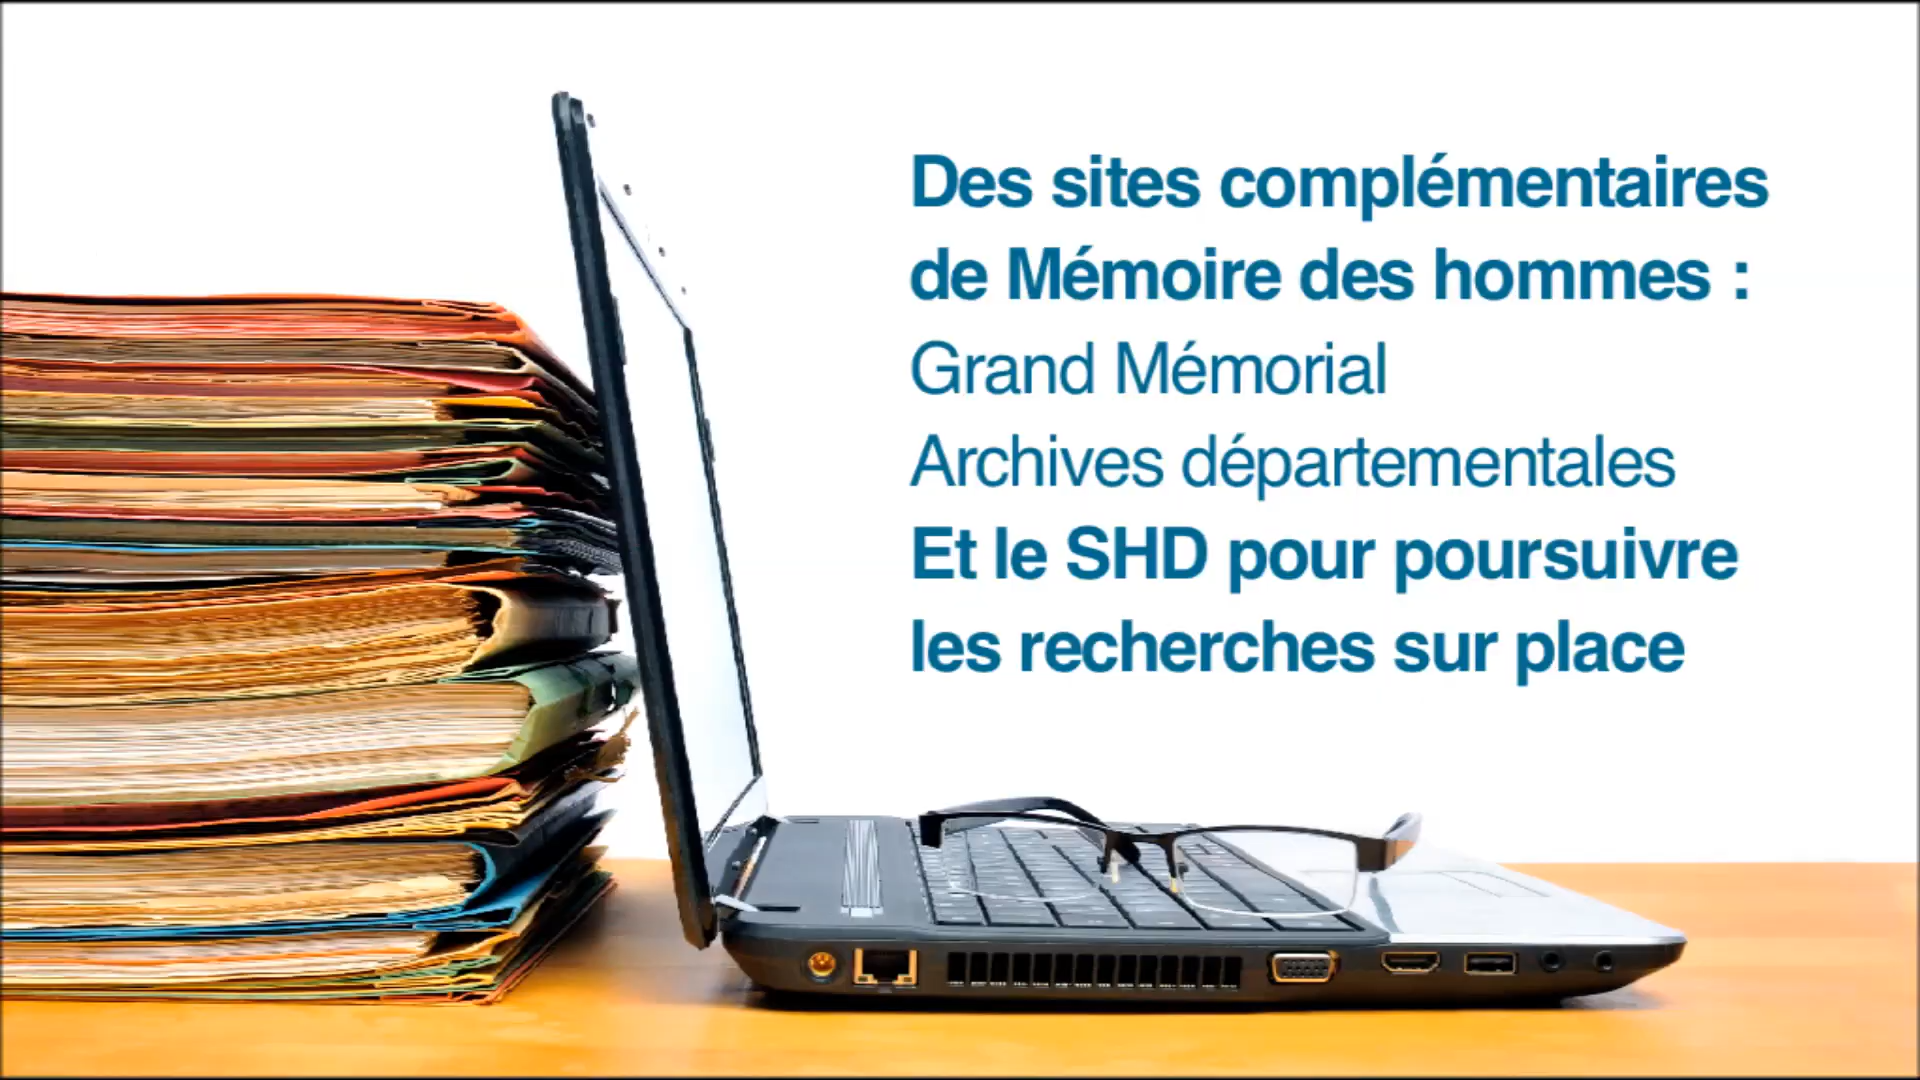 Des sites complémentaires
de Mémoire des hommes :
Grand Mémorial
Archives départementales
Et le SHD pour poursuivre
les recherches sur place